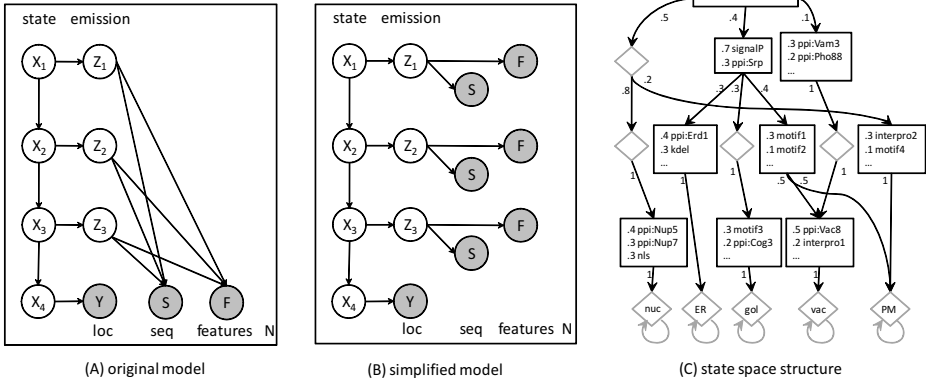 state emission
X1 Z1
X2 Z2
X3 Z3
X4 Y S F
loc seq features N
(A) original model
state emission
X1 Z1 F
S
X2 Z2 F
S
X3 Z3 F
S
X4 Y
loc seq features N
(B) simplified model
.5 .4 .1
.7 signalP
.3 ppi:Srp
.3 ppi:Vam3
.2 ppi:Pho88
...
.8 .2 .3 .3 .4 1
.4 ppi:Erd1
.3 kdel
...
.3 motif1
.1 motif2
...
.3 interpro2
.1 motif4
...
1 1 1 .5 .5 1 1
.4 ppi:Nup5
.3 ppi:Nup7
.3 nls
.3 motif3
.2 ppi:Cog3
...
.5 ppi:Vac8
.2 interpro1
...
1 1 1
nuc ER gol vac PM
(C) state space structure